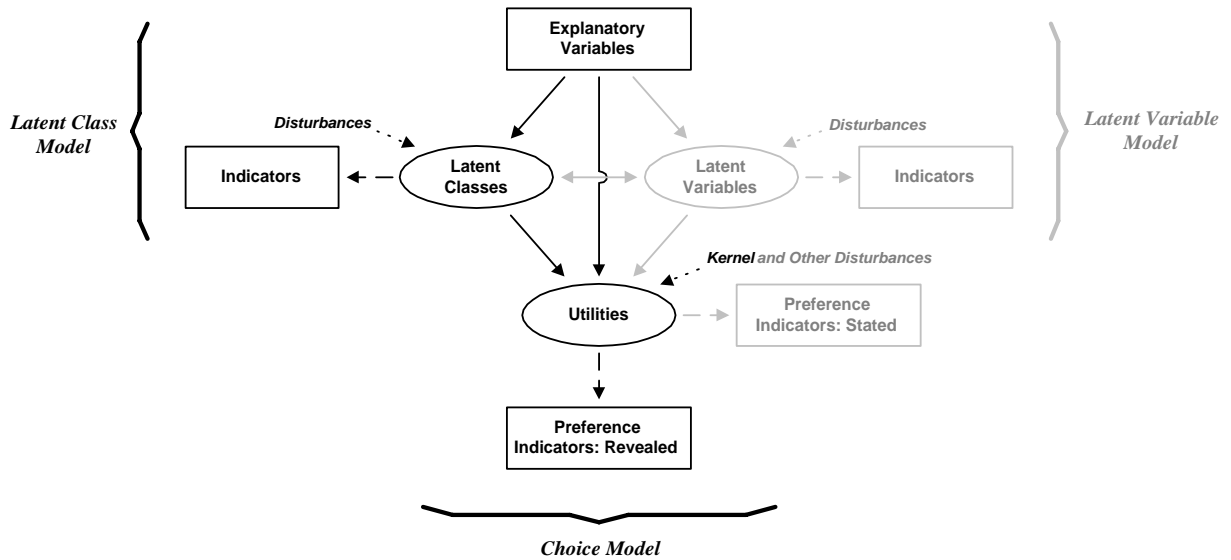 Explanatory
Variables
Latent Class
Model
Disturbances
Disturbances
Latent Variable
Model
Indicators
Latent
Classes
Latent
Variables
Indicators
Kernel and Other Disturbances
Utilities
Preference
Indicators: Stated
Preference
Indicators: Revealed
Choice Model